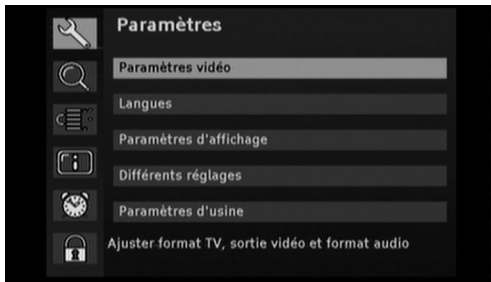 Paramètres
Paramètres vidéo
Langues
Paramètres d'affichage
Différents réglages
Paramètres d'usine
Ajuster format TV, sortie vidéo et format audio